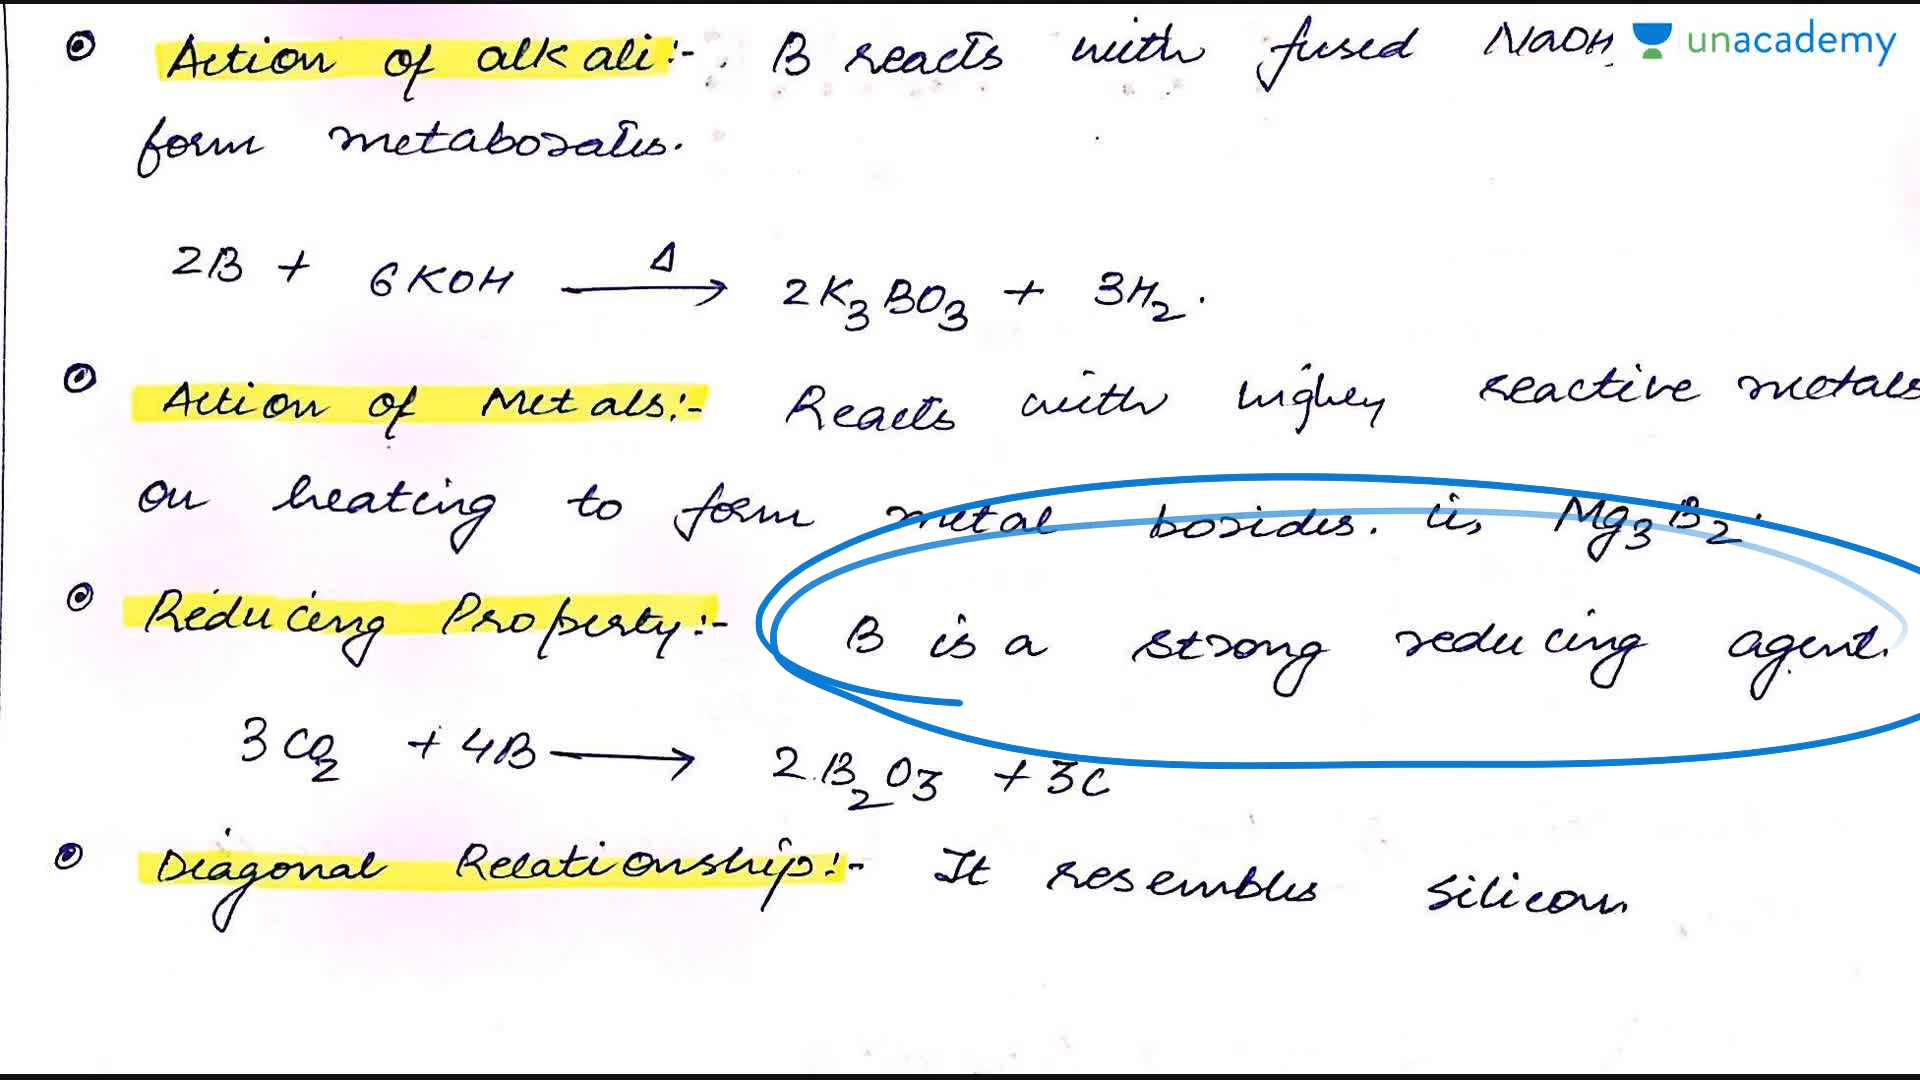 Action of alkali:- B reacts with fused NaOH unacademy
form metaborates.
2B + 6KOH —Δ→ 2K₃BO₃ + 3H₂.
Action of Metals:- Reacts with highly reactive metals
on heating to form metal borides. ie, Mg₃B₂.
Reducing Property:- B is a strong reducing agent.
3CO₂ + 4B ⟶ 2B₂O₃ + 3C
Diagonal Relationship:- It resembles silicon